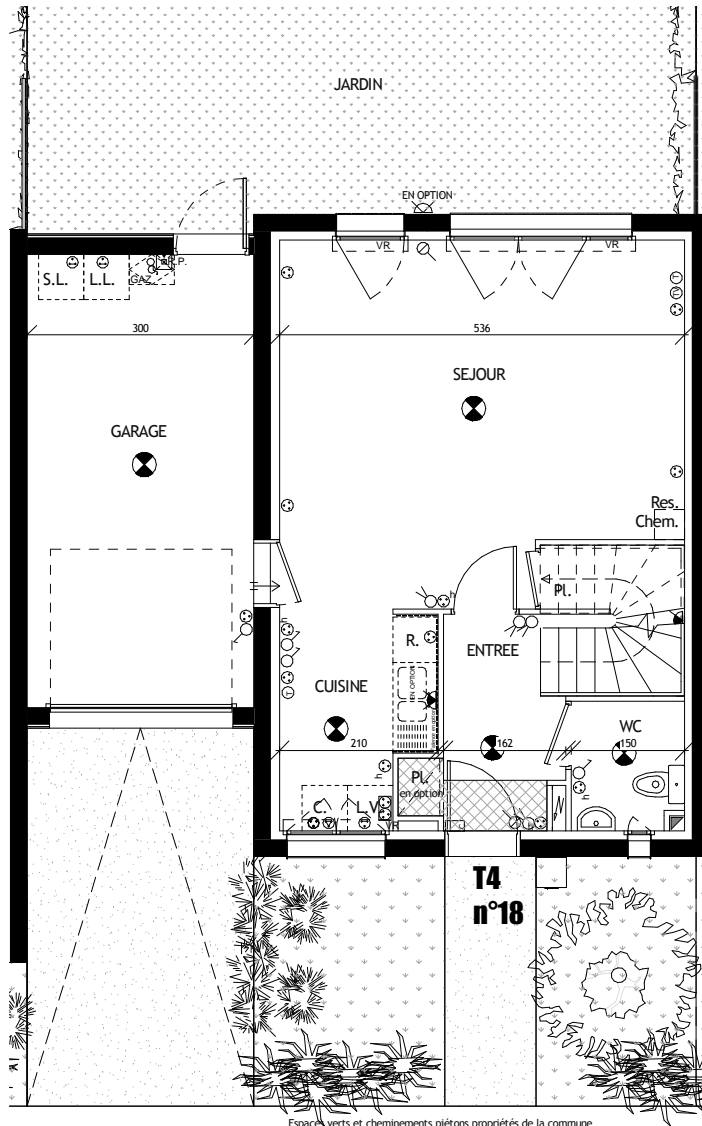 JARDIN
EN OPTION
VR
VR
S.L.
L.L.
GAZ
300
536
SEJOUR
GARAGE
Res.
Chem.
Pl.
h
h
R.
ENTREE
EN OPTION
CUISINE
WC
210
162
150
Pl.
en option
h
h
C.
L.V.
VR
T4
n°18
Espaces verts et cheminements piétons propriétés de la commune